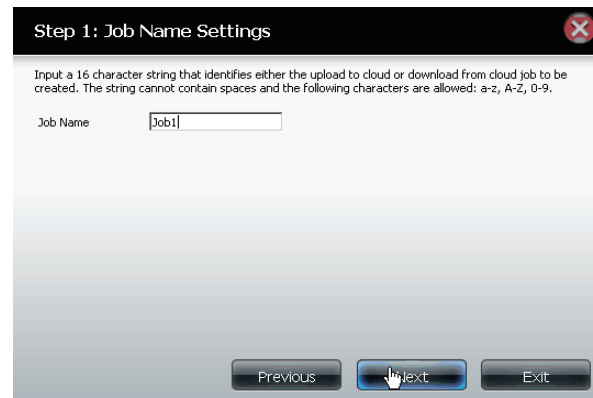 Step 1: Job Name Settings
Input a 16 character string that identifies either the upload to cloud or download from cloud job to be
created. The string cannot contain spaces and the following characters are allowed: a-z, A-Z, 0-9.
Job Name Job1
Previous Next Exit